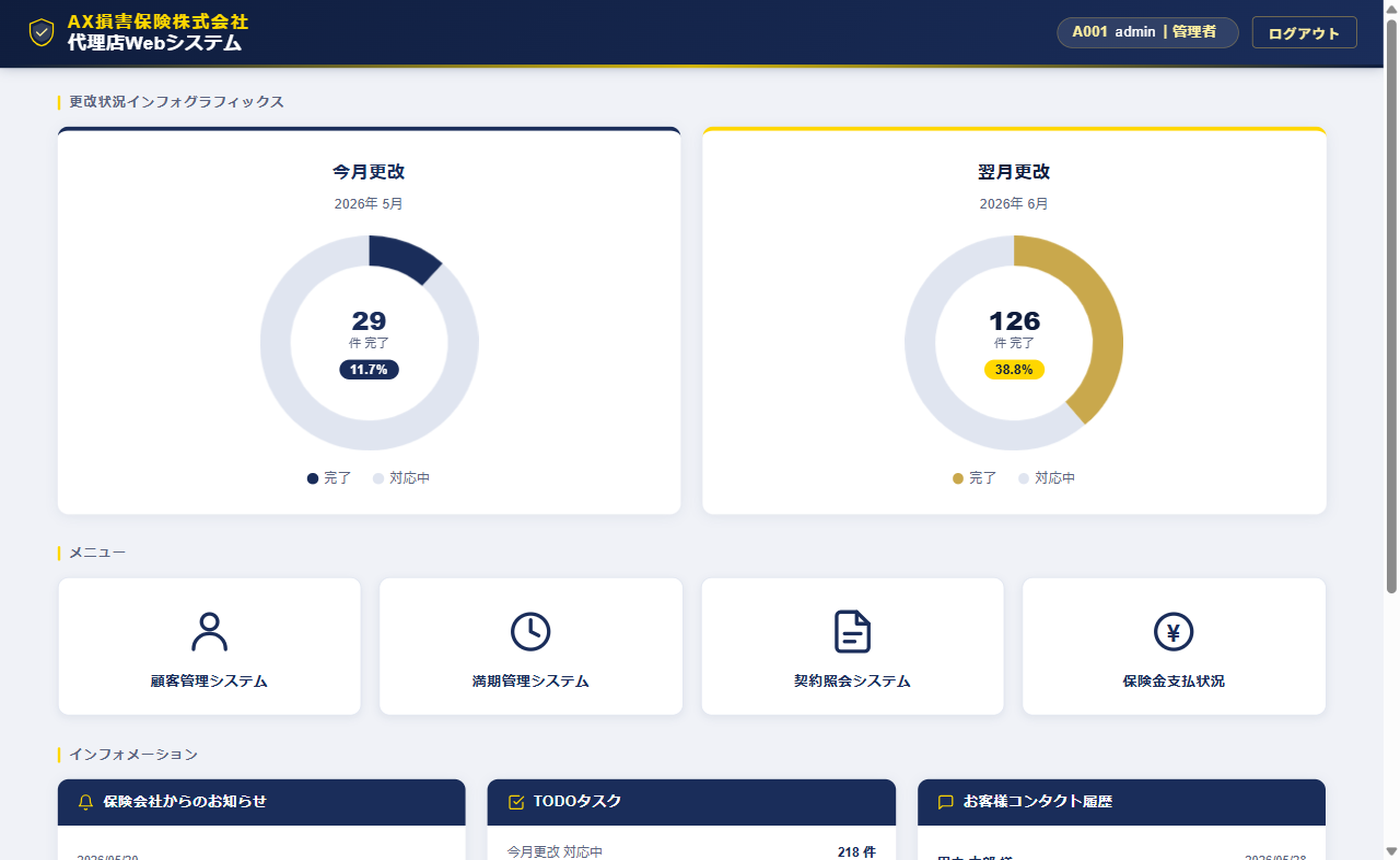 AX損害保険株式会社
代理店Webシステム
A001 admin | 管理者
ログアウト
更改状況インフォグラフィックス
今月更改
2026年 5月
29
件 完了
11.7%
完了 対応中
翌月更改
2026年 6月
126
件 完了
38.8%
完了 対応中
メニュー
顧客管理システム
満期管理システム
契約照会システム
¥
保険金支払状況
インフォメーション
保険会社からのお知らせ
TODOタスク
お客様コンタクト履歴
今月更改 対応中 218 件